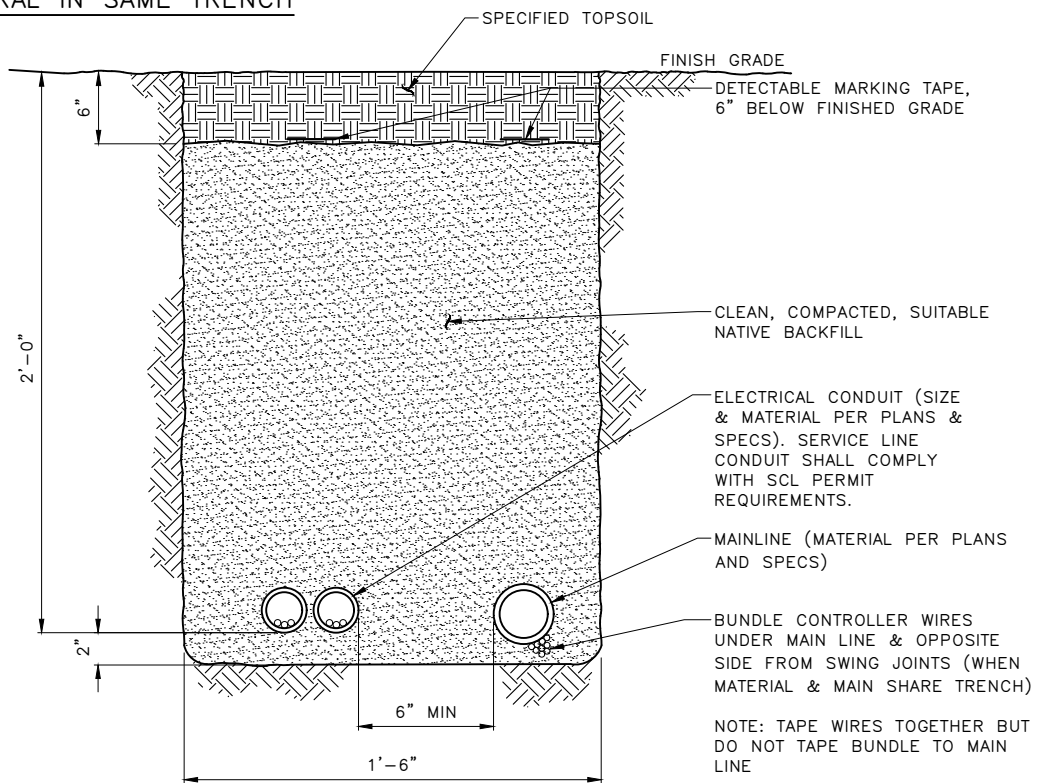 IN SAME TRENCH
SPECIFIED TOPSOIL
FINISH GRADE
DETECTABLE MARKING TAPE,
6" BELOW FINISHED GRADE
6"
2'-0"
CLEAN, COMPACTED, SUITABLE
NATIVE BACKFILL
ELECTRICAL CONDUIT (SIZE
& MATERIAL PER PLANS &
SPECS). SERVICE LINE
CONDUIT SHALL COMPLY
WITH SCL PERMIT
REQUIREMENTS.
MAINLINE (MATERIAL PER PLANS
AND SPECS)
2"
BUNDLE CONTROLLER WIRES
UNDER MAIN LINE & OPPOSITE
SIDE FROM SWING JOINTS (WHEN
MATERIAL & MAIN SHARE TRENCH)
NOTE: TAPE WIRES TOGETHER BUT
DO NOT TAPE BUNDLE TO MAIN
LINE
6" MIN
1'-6"